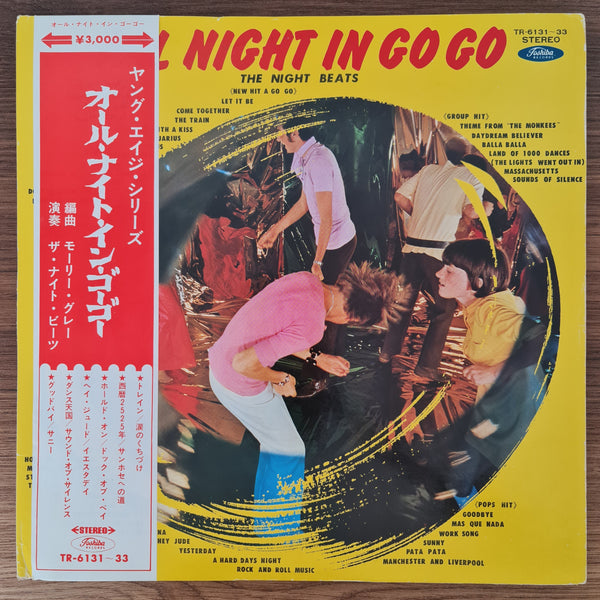 オール・ナイト・イン・ゴーゴー
¥3,000
ヤング・エイジ・シリーズ
オール・ナイト・イン・ゴーゴー
編曲 モーリー・グレー
演奏 ザ・ナイト・ビーツ
★トレイン/涙のくちづけ
★西暦2525年/サンホセへの道
★ホールド・オン/ドック・オブ・ベイ
★ヘイ・ジュード/イエスタデイ
★ダンス天国/サウンド・オブ・サイレンス
★グッドバイ/サニー
STEREO
Toshiba
RECORDS
TR-6131~33
L NIGHT IN GO GO
TR-6131~33
STEREO
Toshiba
RECORDS
THE NIGHT BEATS
(NEW HIT A GO GO)
LET IT BE
COME TOGETHER
THE TRAIN
TH A KISS
ARIUS
(GROUP HIT)
THEME FROM "THE MONKEES"
DAYDREAM BELIEVER
BALLA BALLA
LAND OF 1000 DANCES
(THE LIGHTS WENT OUT IN)
MASSACHUSETTS
SOUNDS OF SILENCE
NA
HEY JUDE
YESTERDAY
A HARD DAYS NIGHT
ROCK AND ROLL MUSIC
(POPS HIT)
GOODBYE
MAS QUE NADA
WORK SONG
SUNNY
PATA PATA
MANCHESTER AND LIVERPOOL